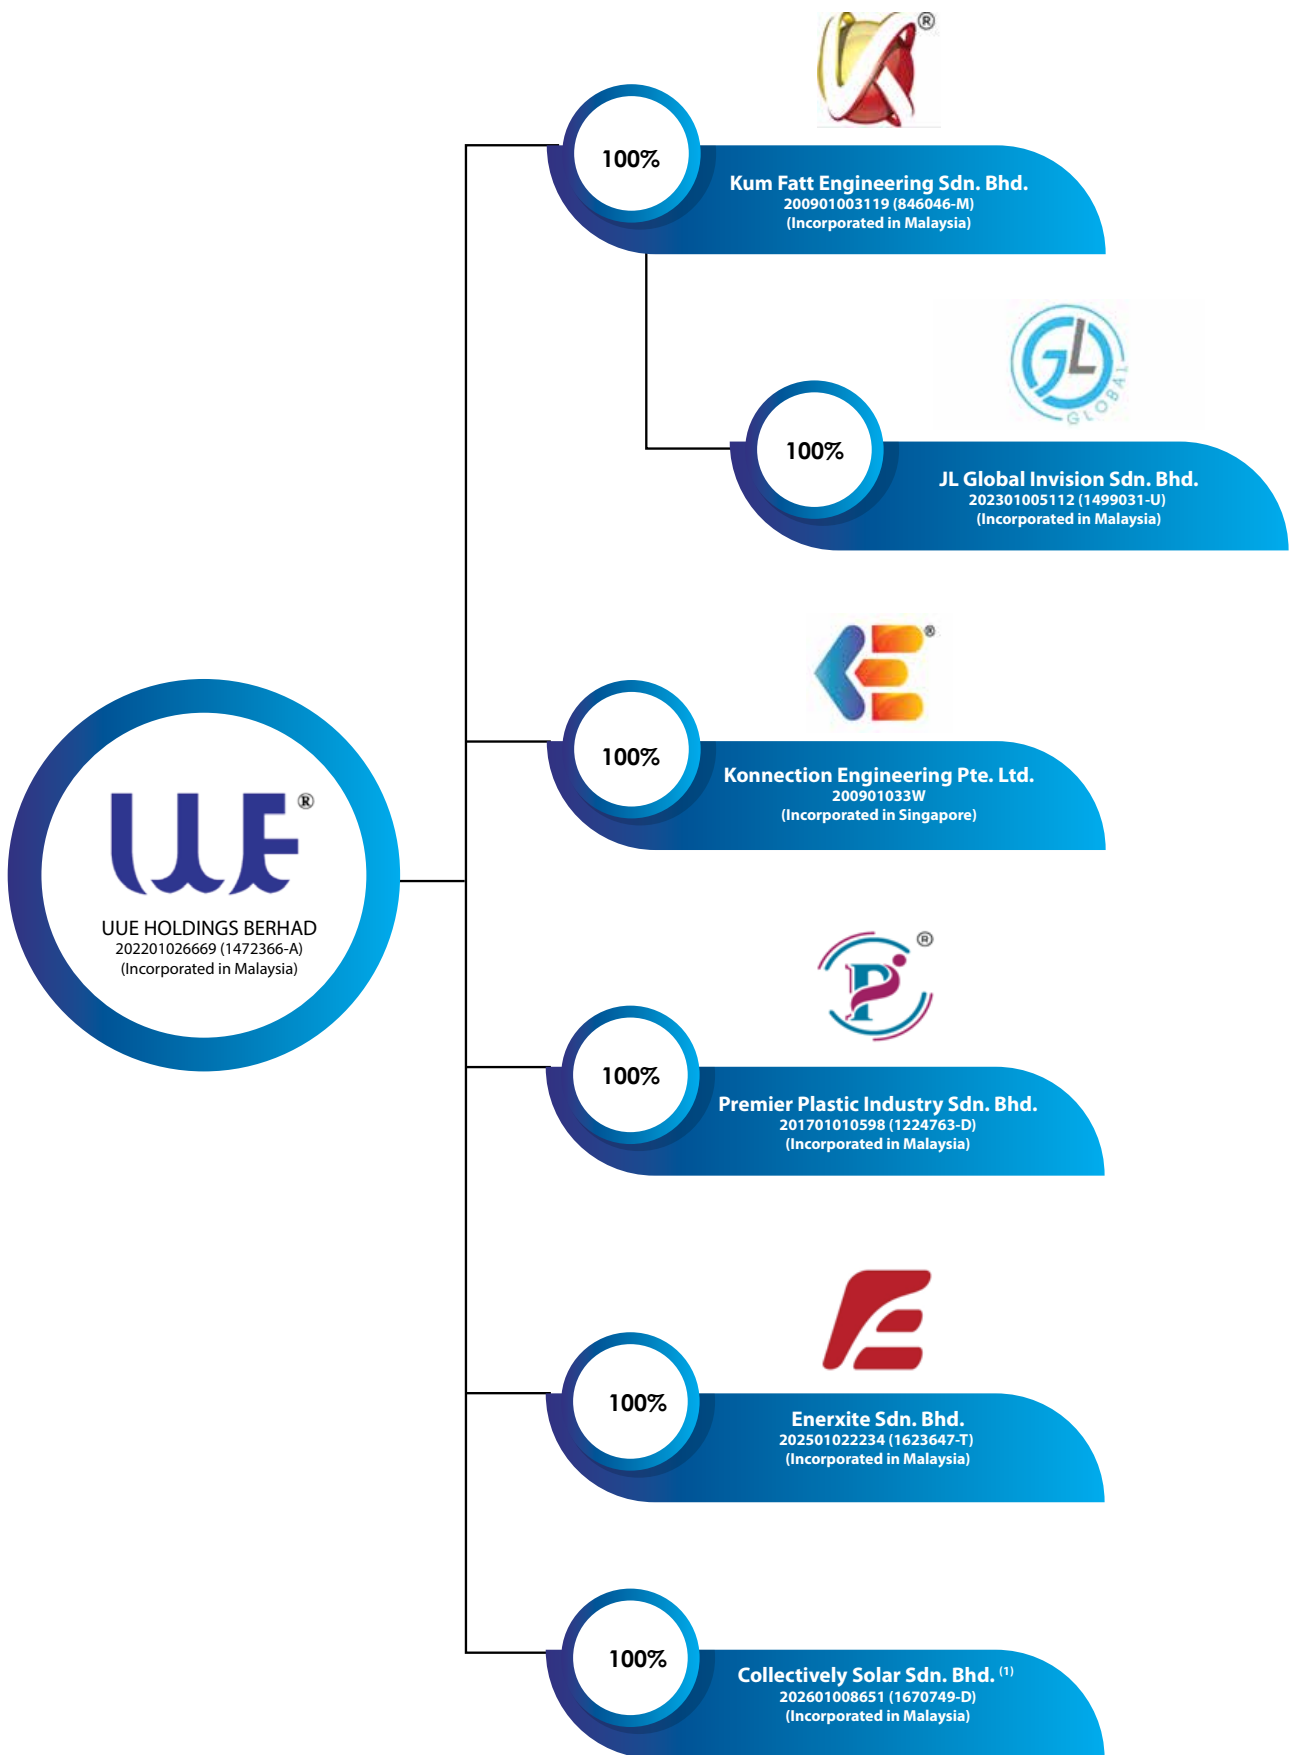 ®
100%
Kum Fatt Engineering Sdn. Bhd.
200901003119 (846046-M)
(Incorporated in Malaysia)
JL
GLOBAL
100%
JL Global Invision Sdn. Bhd.
202301005112 (1499031-U)
(Incorporated in Malaysia)
®
100%
Konnection Engineering Pte. Ltd.
200901033W
(Incorporated in Singapore)
UUE ®
UUE HOLDINGS BERHAD
202201026669 (1472366-A)
(Incorporated in Malaysia)
®
100%
Premier Plastic Industry Sdn. Bhd.
201701010598 (1224763-D)
(Incorporated in Malaysia)
100%
Enerxite Sdn. Bhd.
202501022234 (1623647-T)
(Incorporated in Malaysia)
100%
Collectively Solar Sdn. Bhd. (1)
202601008651 (1670749-D)
(Incorporated in Malaysia)